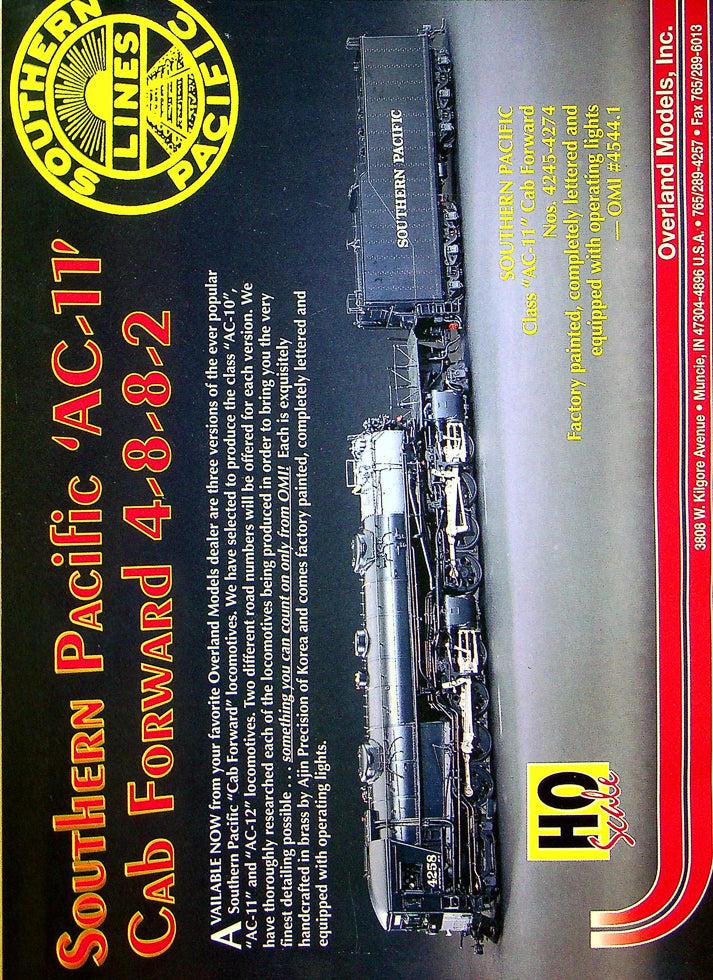 Southern Pacific 'AC-11'
Cab Forward 4-8-8-2
SOUTHERN
LINES
PACIFIC
AVAILABLE NOW from your favorite Overland Models dealer are three versions of the ever popular
Southern Pacific "Cab Forward" locomotives. We have selected to produce the class "AC-10",
"AC-11" and "AC-12" locomotives. Two different road numbers will be offered for each version. We
have thoroughly researched each of the locomotives being produced in order to bring you the very
finest detailing possible . . . something you can count on only from OMI! Each is exquisitely
handcrafted in brass by Ajin Precision of Korea and comes factory painted, completely lettered and
equipped with operating lights.
4258
SOUTHERN PACIFIC
HO
Scale
SOUTHERN PACIFIC
Class "AC-11" Cab Forward
Nos. 4245-4274
Factory painted, completely lettered and
equipped with operating lights
— OMI #4544.1
Overland Models, Inc.
3808 W. Kilgore Avenue • Muncie, IN 47304-4896 U.S.A. • 765/289-4257 • Fax 765/289-6013